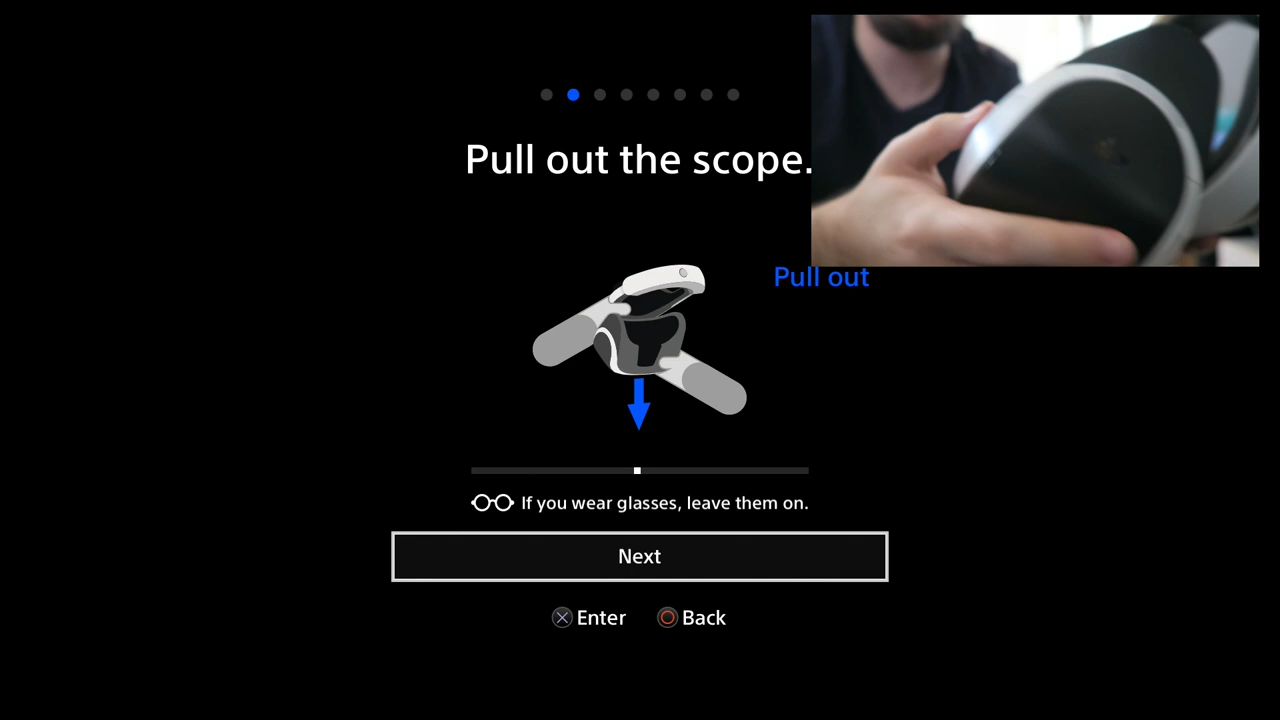 Pull out the scope.
Pull out
If you wear glasses, leave them on.
Next
Enter
Back